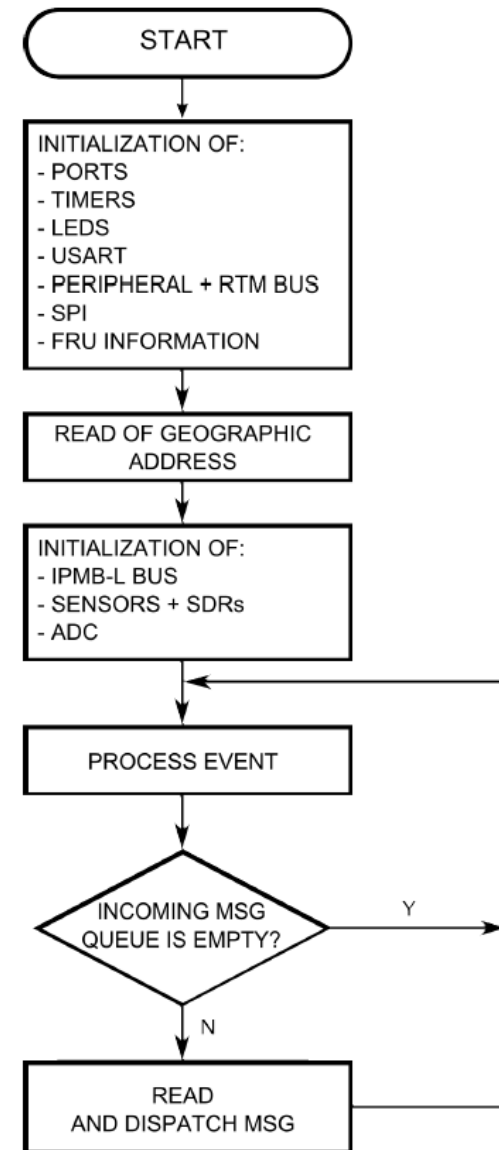 START
INITIALIZATION OF:
- PORTS
- TIMERS
- LEDS
- USART
- PERIPHERAL + RTM BUS
- SPI
- FRU INFORMATION
READ OF GEOGRAPHIC
ADDRESS
INITIALIZATION OF:
- IPMB-L BUS
- SENSORS + SDRs
- ADC
PROCESS EVENT
INCOMING MSG
QUEUE IS EMPTY?
Y
N
READ
AND DISPATCH MSG